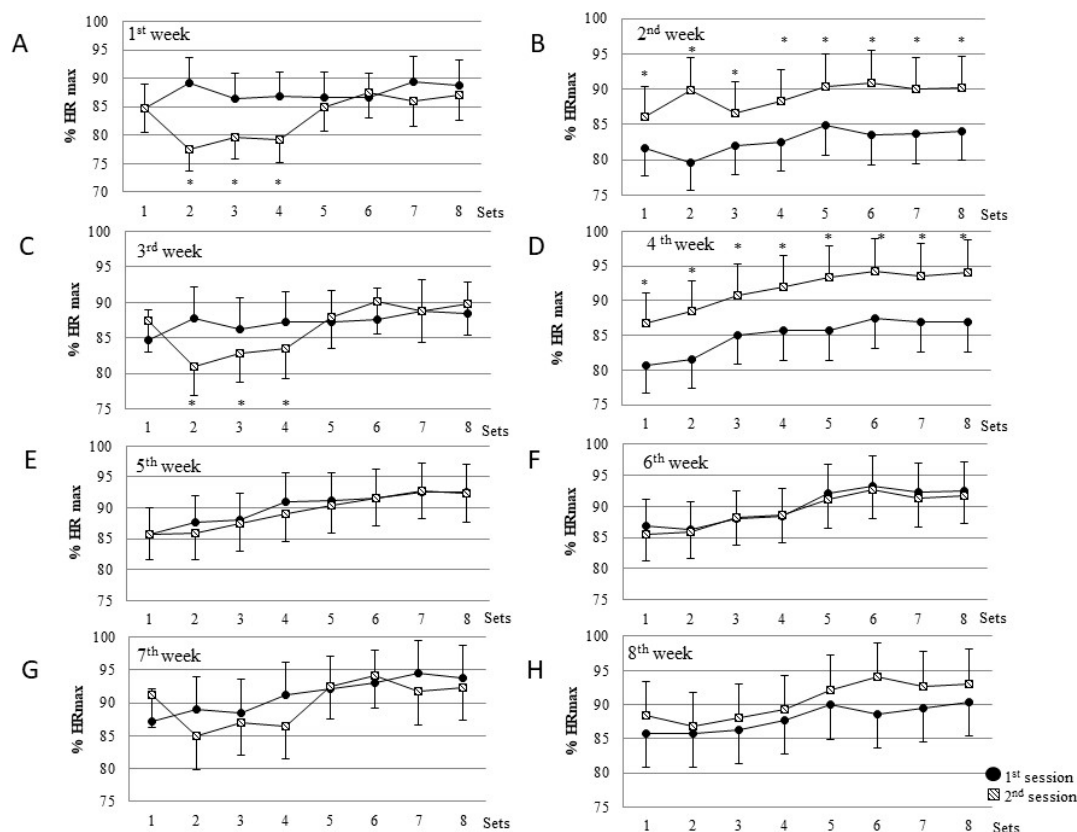 A
1st week
% HR max
100
95
90
85
80
75
70
* * *
1 2 3 4 5 6 7 8 Sets
B
2nd week
% HRmax
100
95
90
85
80
75
* * * * * * * *
1 2 3 4 5 6 7 8 Sets
C
3rd week
% HR max
100
95
90
85
80
75
* * *
1 2 3 4 5 6 7 8 Sets
D
4 th week
% HR max
100
95
90
85
80
75
* * * * * * * *
1 2 3 4 5 6 7 8 Sets
E
5th week
% HR max
100
95
90
85
80
75
1 2 3 4 5 6 7 8 Sets
F
6th week
% HRmax
100
95
90
85
80
75
1 2 3 4 5 6 7 8 Sets
G
7th week
% HRmax
100
95
90
85
80
75
1 2 3 4 5 6 7 8 Sets
H
8th week
% HRmax
100
95
90
85
80
75
1 2 3 4 5 6 7 8 Sets
1st session
2nd session